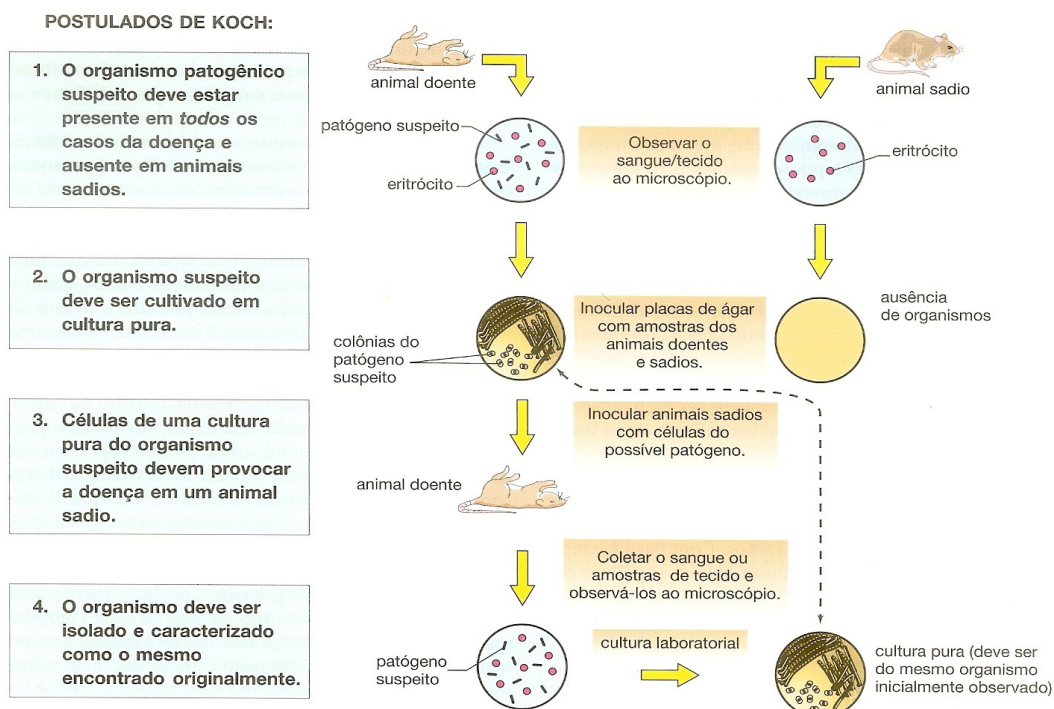 POSTULADOS DE KOCH:
1. O organismo patogênico
suspeito deve estar
presente em todos os
casos da doença e
ausente em animais
sadios.
animal doente
animal sadio
patógeno suspeito
eritrócito
Observar o
sangue/tecido
ao microscópio.
eritrócito
2. O organismo suspeito
deve ser cultivado em
cultura pura.
colônias do
patógeno
suspeito
Inocular placas de ágar
com amostras dos
animais doentes
e sadios.
ausência
de organismos
3. Células de uma cultura
pura do organismo
suspeito devem provocar
a doença em um animal
sadio.
Inocular animais sadios
com células do
possível patógeno.
animal doente
Coletar o sangue ou
amostras de tecido e
observá-los ao microscópio.
4. O organismo deve ser
isolado e caracterizado
como o mesmo
encontrado originalmente.
patógeno
suspeito
cultura laboratorial
cultura pura (deve ser
do mesmo organismo
inicialmente observado)